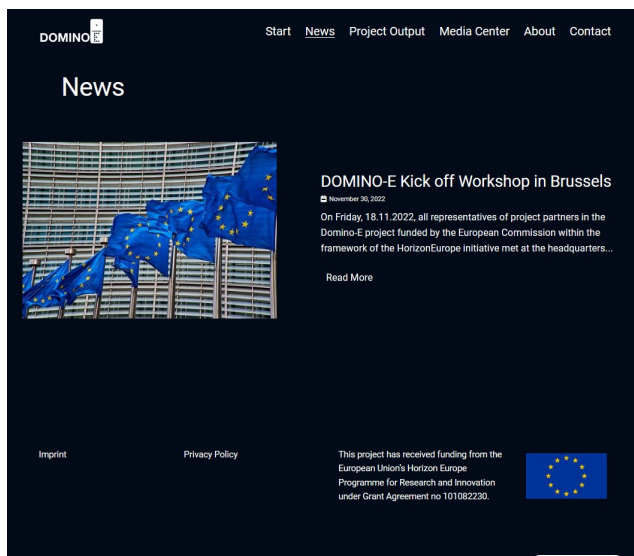 DOMINO
Start News Project Output Media Center About Contact
News
DOMINO-E Kick off Workshop in Brussels
November 30, 2022
On Friday, 18.11.2022, all representatives of project partners in the
Domino-E project funded by the European Commission within the
framework of the HorizonEurope initiative met at the headquarters...
Read More
Imprint
Privacy Policy
This project has received funding from the
European Union's Horizon Europe
Programme for Research and Innovation
under Grant Agreement no 101082230.